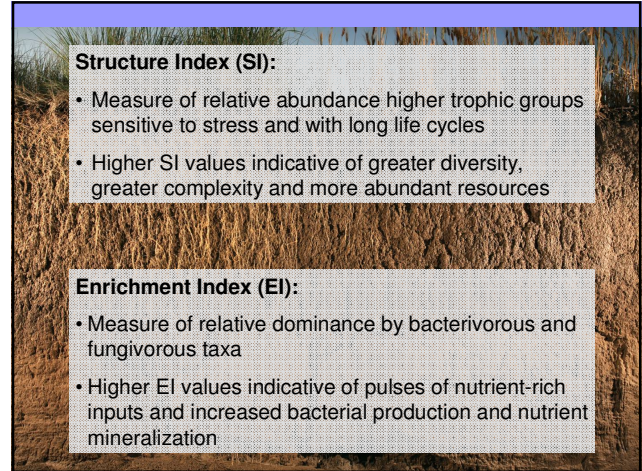 Structure Index (SI):
• Measure of relative abundance higher trophic groups
sensitive to stress and with long life cycles
• Higher SI values indicative of greater diversity,
greater complexity and more abundant resources
Enrichment Index (EI):
• Measure of relative dominance by bacterivorous and
fungivorous taxa
• Higher EI values indicative of pulses of nutrient-rich
inputs and increased bacterial production and nutrient
mineralization